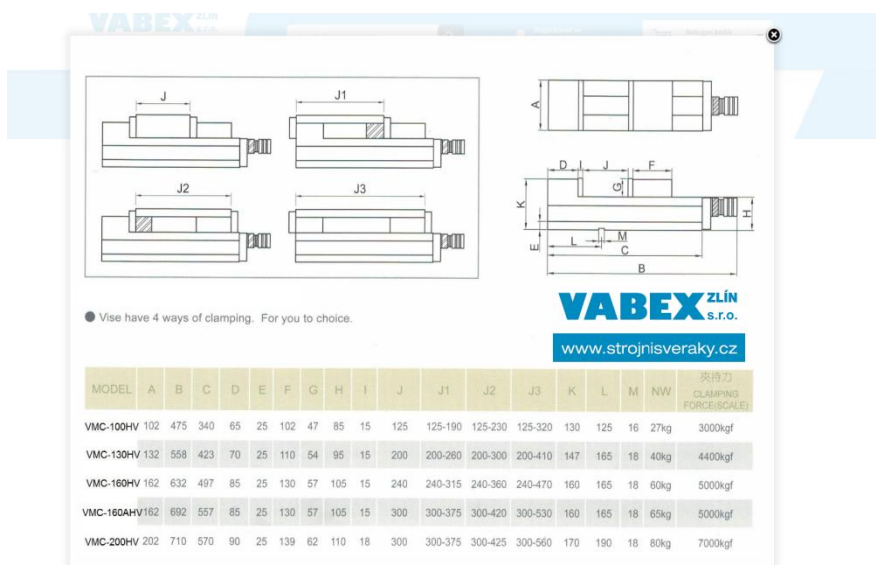 VABEX ZLÍN
J
J1
J2
J3
A
D I J F
G
K
H
E
L
M
C
B
● Vise have 4 ways of clamping. For you to choice.
VABEX ZLÍN
s.r.o.
www.strojnisveraky.cz
MODEL A B C D E F G H I J J1 J2 J3 K L M NW 夾持力 CLAMPING FORCE(SCALE)
VMC-100HV 102 475 340 65 25 102 47 85 15 125 125-190 125-230 125-320 130 125 16 27kg 3000kgf
VMC-130HV 132 558 423 70 25 110 54 95 15 200 200-260 200-300 200-410 147 165 18 40kg 4400kgf
VMC-160HV 162 632 497 85 25 130 57 105 15 240 240-315 240-360 240-470 160 165 18 60kg 5000kgf
VMC-160AHV 162 692 557 85 25 130 57 105 15 300 300-375 300-420 300-530 160 165 18 65kg 5000kgf
VMC-200HV 202 710 570 90 25 139 62 110 18 300 300-375 300-425 300-560 170 190 18 80kg 7000kgf